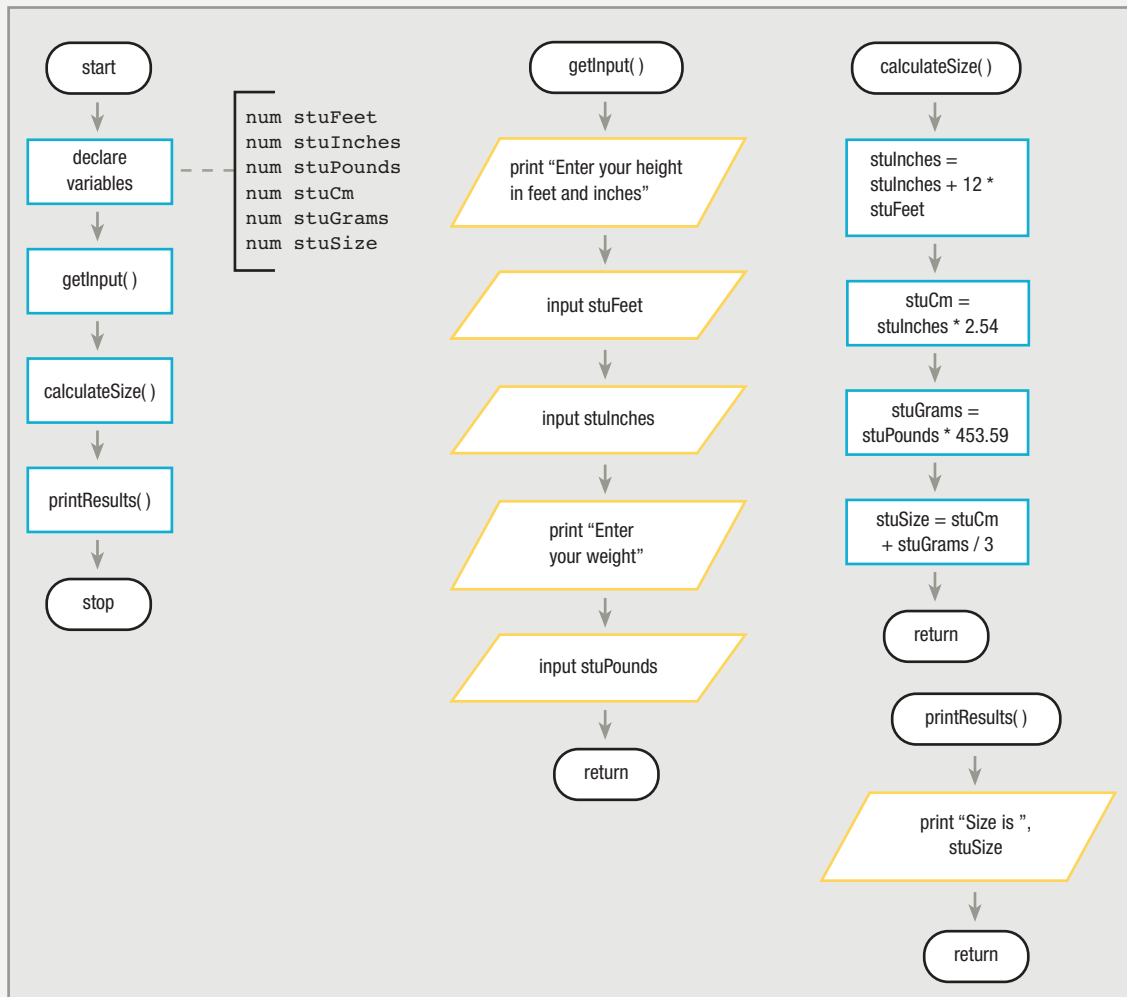 start
declare
variables
num stuFeet
num stuInches
num stuPounds
num stuCm
num stuGrams
num stuSize
getInput( )
calculateSize( )
printResults( )
stop
getInput( )
print “Enter your height
in feet and inches”
input stuFeet
input stuInches
print “Enter
your weight”
input stuPounds
return
calculateSize( )
stuInches =
stuInches + 12 *
stuFeet
stuCm =
stuInches * 2.54
stuGrams =
stuPounds * 453.59
stuSize = stuCm
+ stuGrams / 3
return
printResults( )
print “Size is ”,
stuSize
return